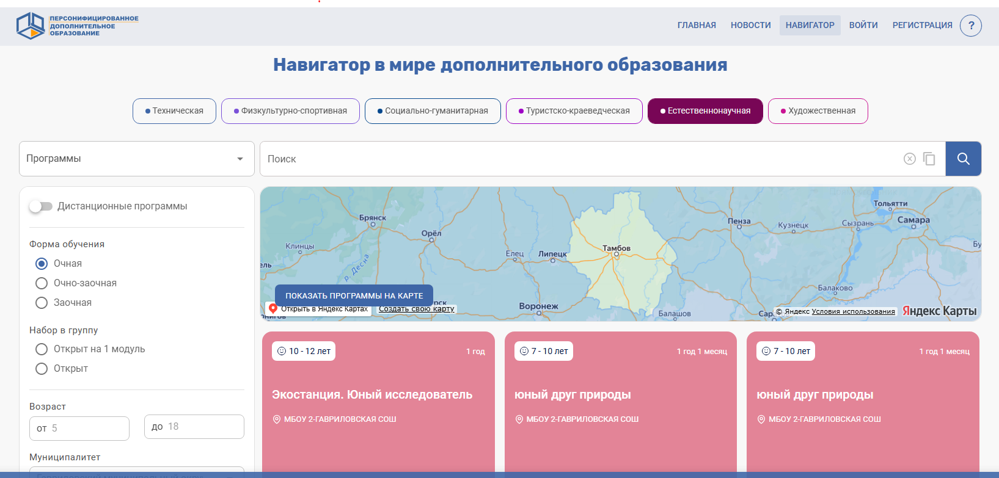 ПЕРСОНИФИЦИРОВАННОЕ
ДОПОЛНИТЕЛЬНОЕ
ОБРАЗОВАНИЕ
ГЛАВНАЯ НОВОСТИ НАВИГАТОР ВОЙТИ РЕГИСТРАЦИЯ ?
Навигатор в мире дополнительного образования
Техническая Физкультурно-спортивная Социально-гуманитарная Туристско-краеведческая Естественнонаучная Художественная
Программы
Поиск
Дистанционные программы
Форма обучения
Очная
Очно-заочная
Заочная
Набор в группу
Открыт на 1 модуль
Открыт
Возраст
от 5
до 18
Муниципалитет
Тольятти
Брянск
Пенза
Самара
Кузнецк
Сызрань
Орёл
Клинцы
Тамбов
Елец
Липецк
р. Десна
Балаково
ПОКАЗАТЬ ПРОГРАММЫ НА КАРТЕ
Воронеж
Балашов
Открыть в Яндекс Картах
Создать свою карту
© Яндекс Условия использования
Яндекс Карты
10 - 12 лет
1 год
Экостанция. Юный исследователь
МБОУ 2-ГАВРИЛОВСКАЯ СОШ
7 - 10 лет
1 год 1 месяц
юный друг природы
МБОУ 2-ГАВРИЛОВСКАЯ СОШ
7 - 10 лет
1 год 1 месяц
юный друг природы
МБОУ 2-ГАВРИЛОВСКАЯ СОШ